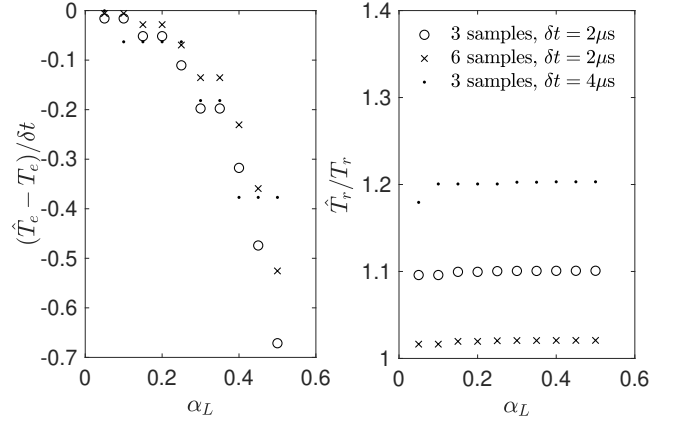 0
-0.1
-0.2
-0.3
-0.4
-0.5
-0.6
-0.7
(T̂_e − T_e)/δt
0 0.2 0.4 0.6
α_L
1.4
1.3
1.2
1.1
1
T̂_r/T_r
3 samples, δt = 2μs
6 samples, δt = 2μs
3 samples, δt = 4μs
0 0.2 0.4 0.6
α_L